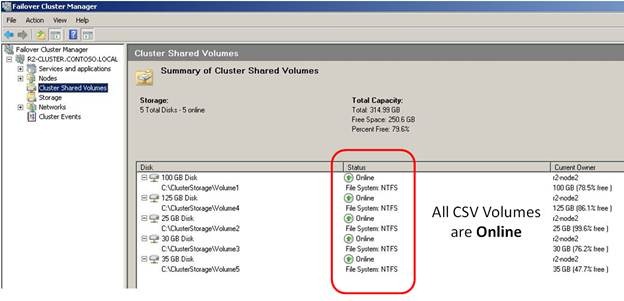 Failover Cluster Manager
File Action View Help
Failover Cluster Manager
R2-CLUSTER.CONTOSO.LOCAL
Services and applications
Nodes
Cluster Shared Volumes
Storage
Networks
Cluster Events
Cluster Shared Volumes
Summary of Cluster Shared Volumes
Storage:
5 Total Disks - 5 online
Total Capacity:
Total: 314.99 GB
Free Space: 250.6 GB
Percent Free: 79.6%
Disk Status Current Owner
100 GB Disk Online r2-node2
C:\ClusterStorage\Volume1 File System: NTFS 100 GB (78.5% free )
125 GB Disk Online r2-node2
C:\ClusterStorage\Volume4 File System: NTFS 125 GB (86.1% free )
25 GB Disk Online r2-node2
C:\ClusterStorage\Volume2 File System: NTFS 25 GB (99.6% free )
30 GB Disk Online r2-node2
C:\ClusterStorage\Volume3 File System: NTFS 30 GB (76.2% free )
35 GB Disk Online r2-node2
C:\ClusterStorage\Volume5 File System: NTFS 35 GB (47.7% free )
All CSV Volumes
are Online